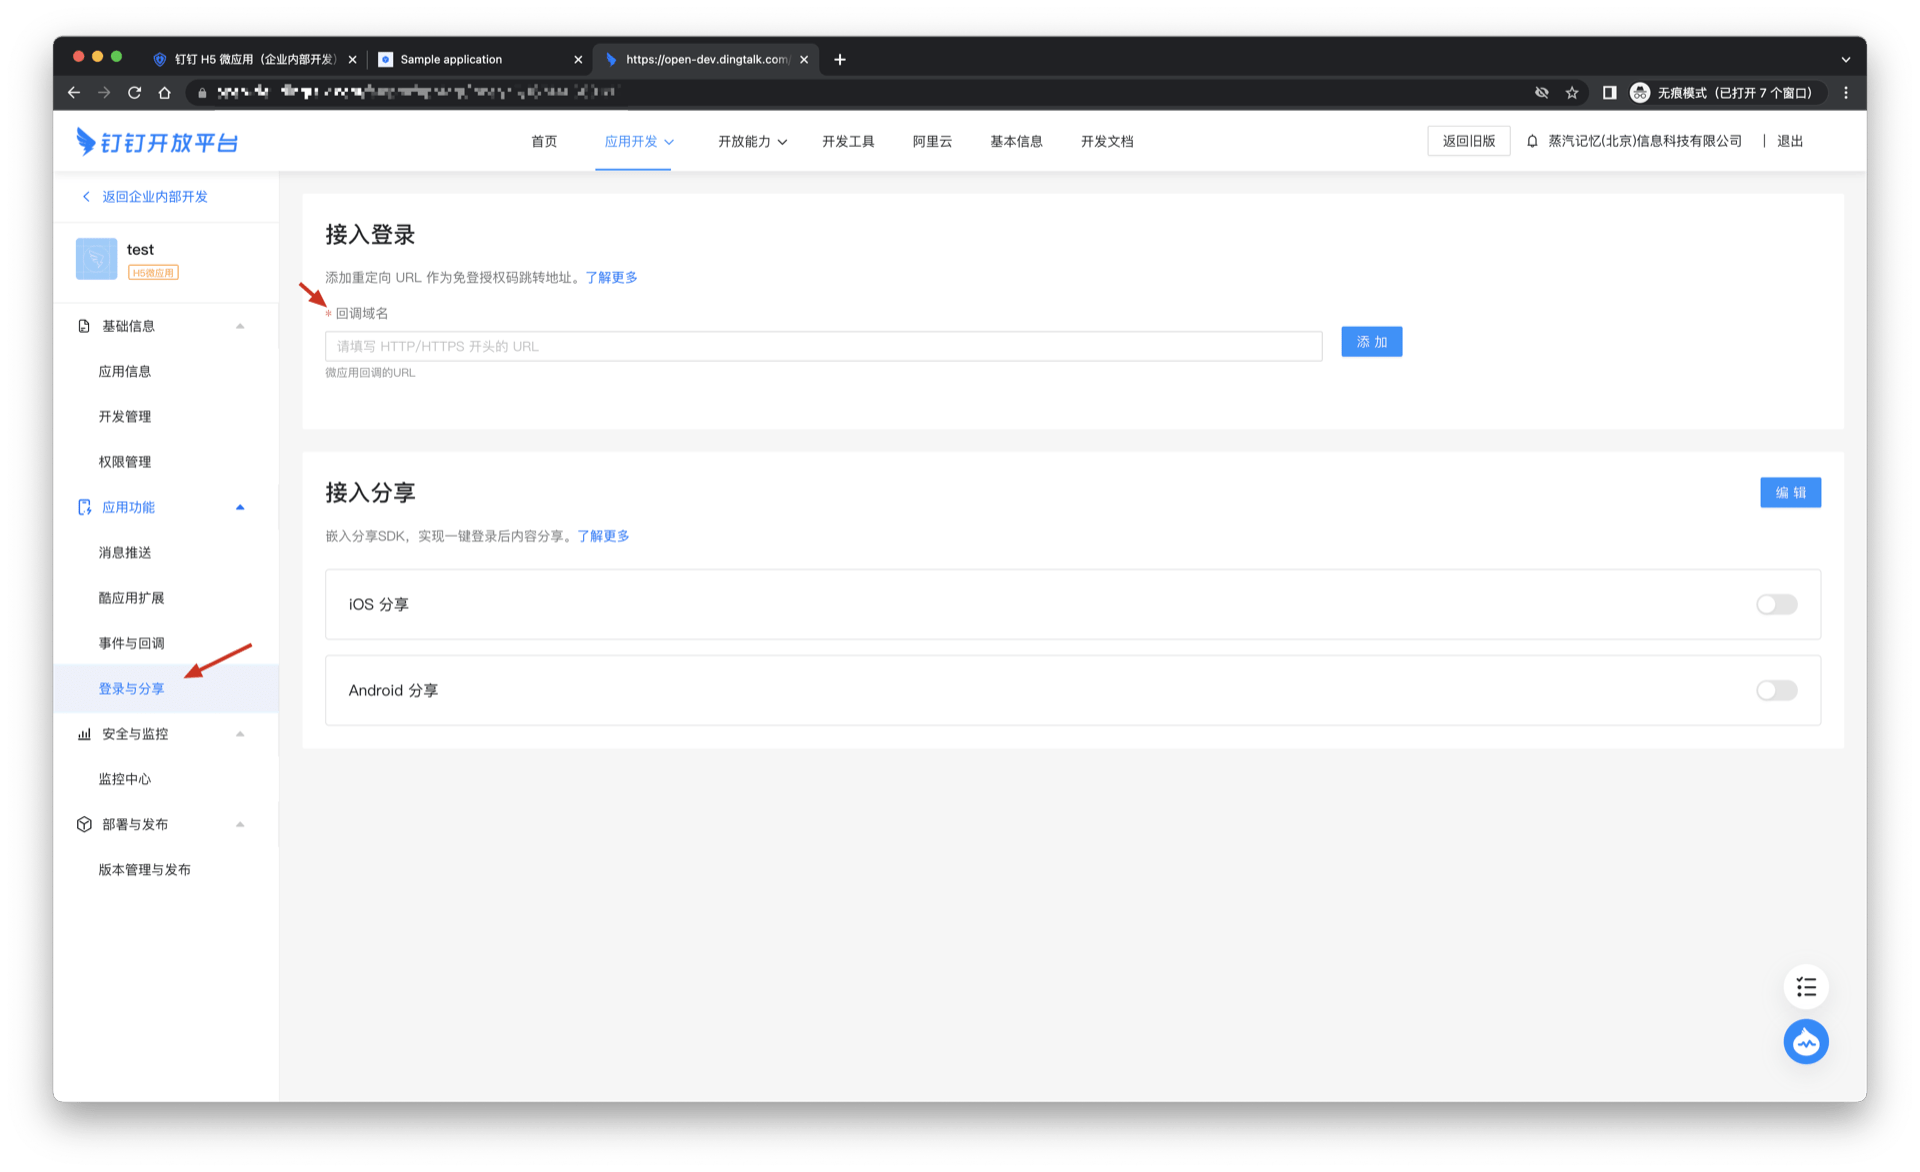 钉钉 H5 微应用（企业内部开发）
Sample application
https://open-dev.dingtalk.com/
无痕模式（已打开 7 个窗口）
钉钉开放平台
首页
应用开发
开放能力
开发工具
阿里云
基本信息
开发文档
返回旧版
蒸汽记忆(北京)信息科技有限公司
退出
返回企业内部开发
test
H5微应用
基础信息
应用信息
开发管理
权限管理
应用功能
消息推送
酷应用扩展
事件与回调
登录与分享
安全与监控
监控中心
部署与发布
版本管理与发布
接入登录
添加重定向 URL 作为免登授权码跳转地址。了解更多
* 回调域名
请填写 HTTP/HTTPS 开头的 URL
添 加
微应用回调的URL
接入分享
编 辑
嵌入分享SDK，实现一键登录后内容分享。了解更多
iOS 分享
Android 分享